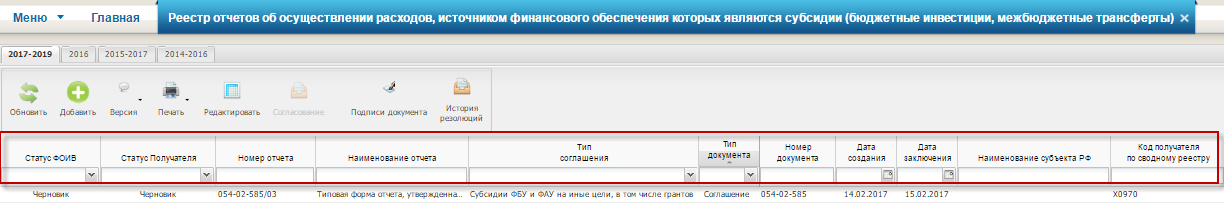 Меню Главная Реестр отчетов об осуществлении расходов, источником финансового обеспечения которых являются субсидии (бюджетные инвестиции, межбюджетные трансферты) ×
2017-2019 2016 2015-2017 2014-2016
Обновить Добавить Версия Печать Редактировать Согласование Подписи документа История
резолюций
Статус ФОИВ Статус Получателя Номер отчета Наименование отчета Тип
соглашения Тип
документа Номер
документа Дата
создания Дата
заключения Наименование субъекта РФ Код получателя
по сводному реестру
Черновик Черновик 054-02-585/03 Типовая форма отчета, утвержденна... Субсидии ФБУ и ФАУ на иные цели, в том числе грантов Соглашение 054-02-585 14.02.2017 15.02.2017 X0970